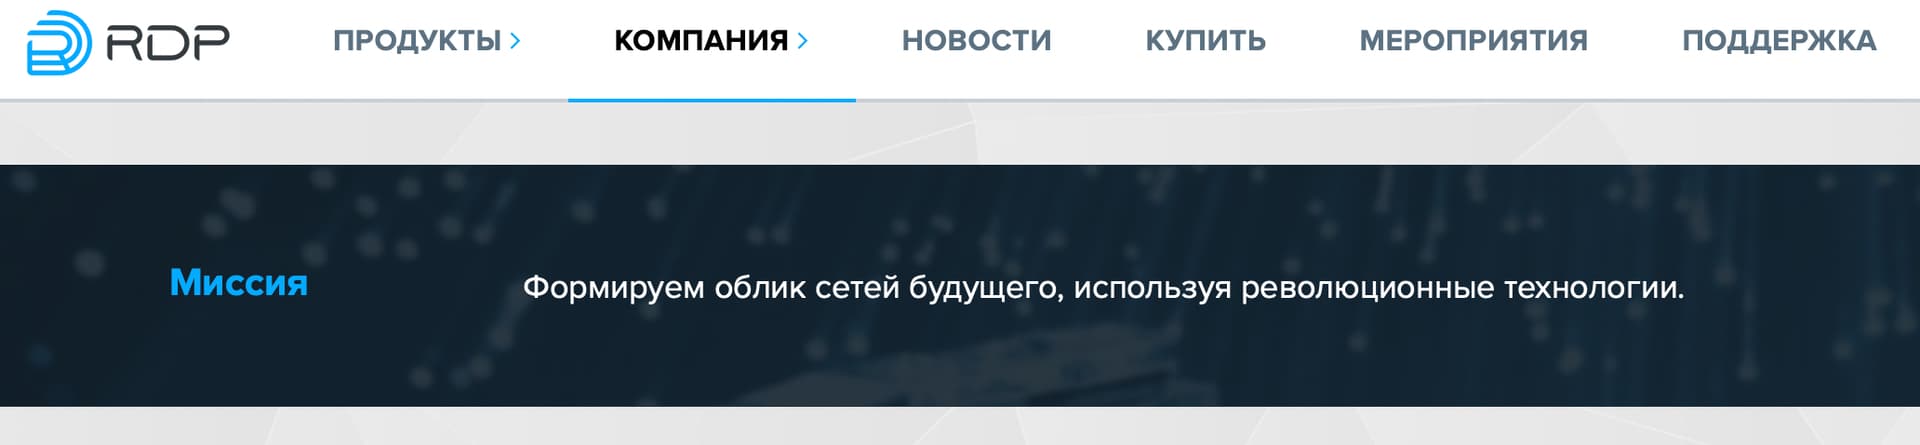 RDP ПРОДУКТЫ КОМПАНИЯ НОВОСТИ КУПИТЬ МЕРОПРИЯТИЯ ПОДДЕРЖКА
Миссия Формируем облик сетей будущего, используя революционные технологии.